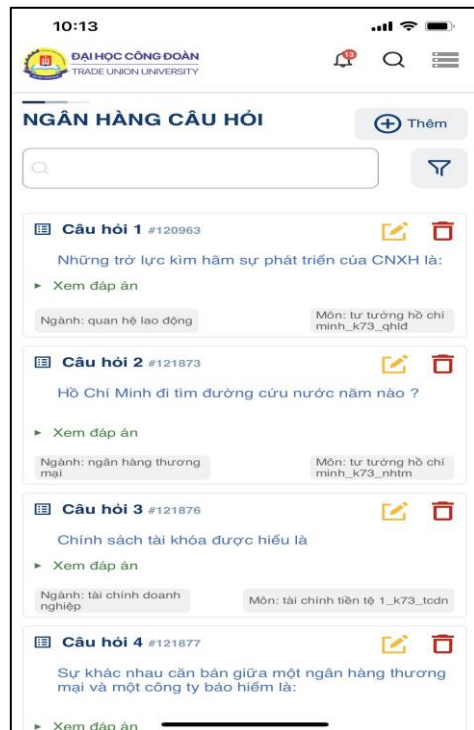 10:13
ĐẠI HỌC CÔNG ĐOÀN
TRADE UNION UNIVERSITY
NGÂN HÀNG CÂU HỎI
Thêm
Câu hỏi 1 #120963
Những trở lực kìm hãm sự phát triển của CNXH là:
Xem đáp án
Ngành: quan hệ lao động
Môn: tư tưởng hồ chí
minh_k73_qhlđ
Câu hỏi 2 #121873
Hồ Chí Minh đi tìm đường cứu nước năm nào ?
Xem đáp án
Ngành: ngân hàng thương
mại
Môn: tư tưởng hồ chí
minh_k73_nhtm
Câu hỏi 3 #121876
Chính sách tài khóa được hiểu là
Xem đáp án
Ngành: tài chính doanh
nghiệp
Môn: tài chính tiền tệ 1_k73_tcdn
Câu hỏi 4 #121877
Sự khác nhau căn bản giữa một ngân hàng thương
mại và một công ty bảo hiểm là:
Xem đáp án